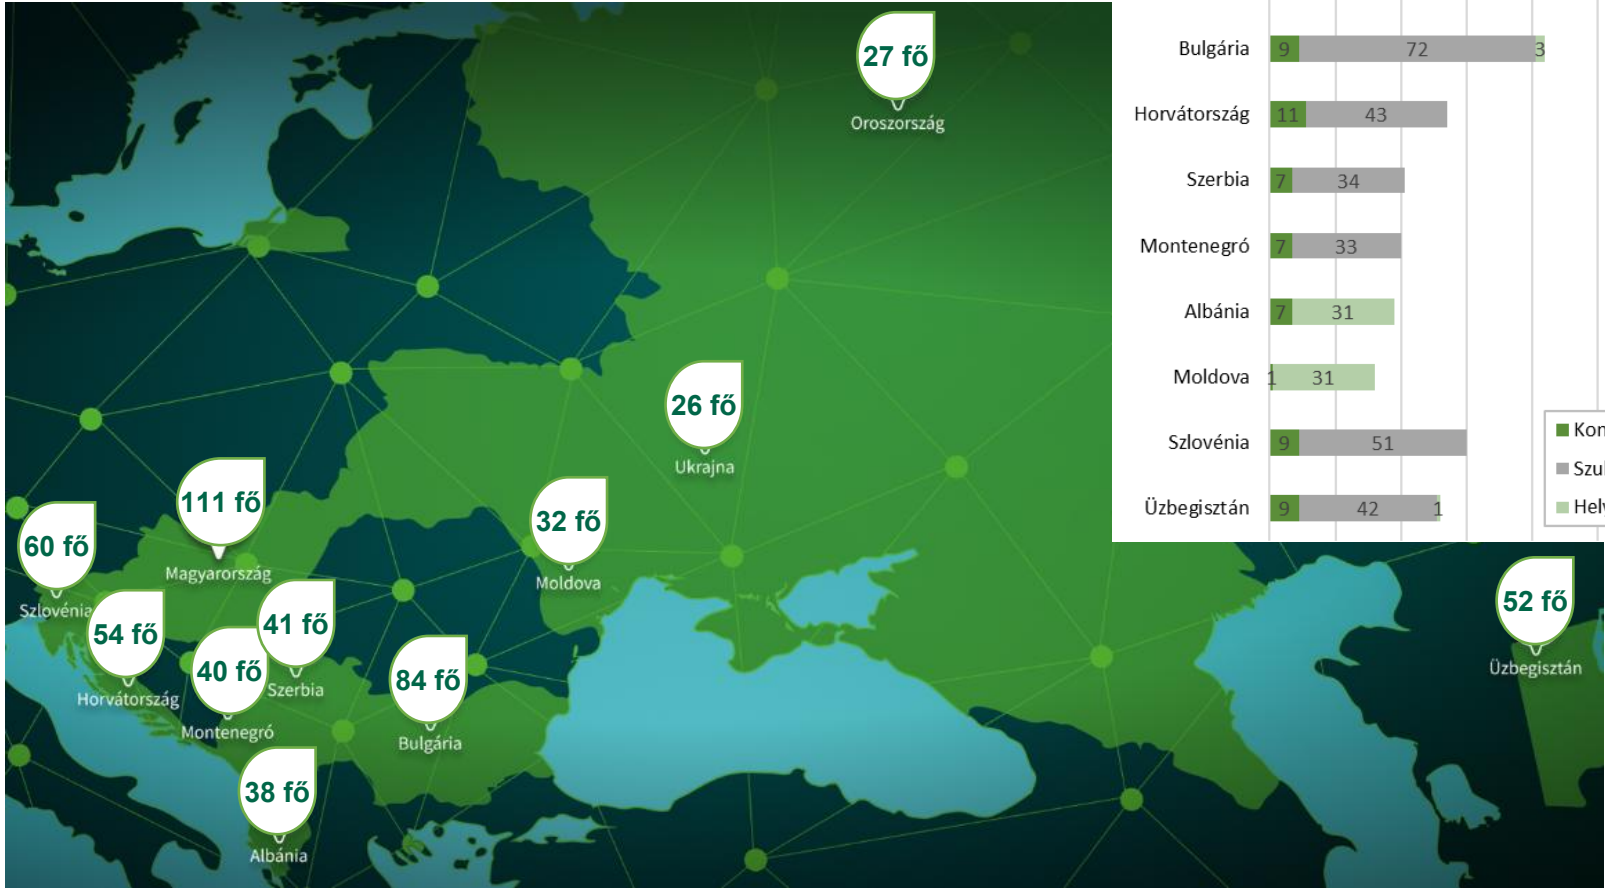 27 fő
Oroszország
26 fő
Ukrajna
111 fő
Magyarország
32 fő
Moldova
60 fő
Szlovénia
54 fő
Horvátország
41 fő
Szerbia
40 fő
Montenegró
84 fő
Bulgária
38 fő
Albánia
52 fő
Üzbegisztán
Bulgária 9 72 3
Horvátország 11 43
Szerbia 7 34
Montenegró 7 33
Albánia 7 31
Moldova 1 31
Szlovénia 9 51
Üzbegisztán 9 42 1
Kon
Szu
Hel